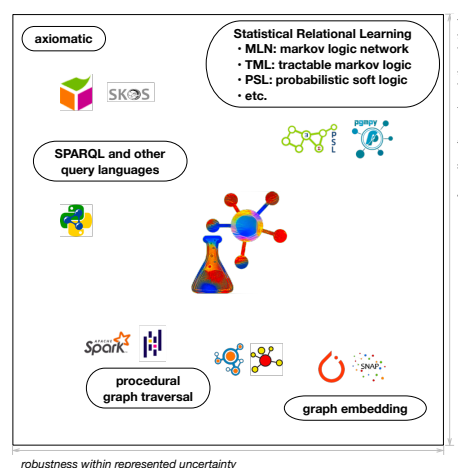 axiomatic
Statistical Relational Learning
• MLN: markov logic network
• TML: tractable markov logic
• PSL: probabilistic soft logic
• etc.
SKOS
PSL
pgmpy
SPARQL and other
query languages
APACHE
Spark
SNAP
procedural
graph traversal
graph embedding
robustness within represented uncertainty